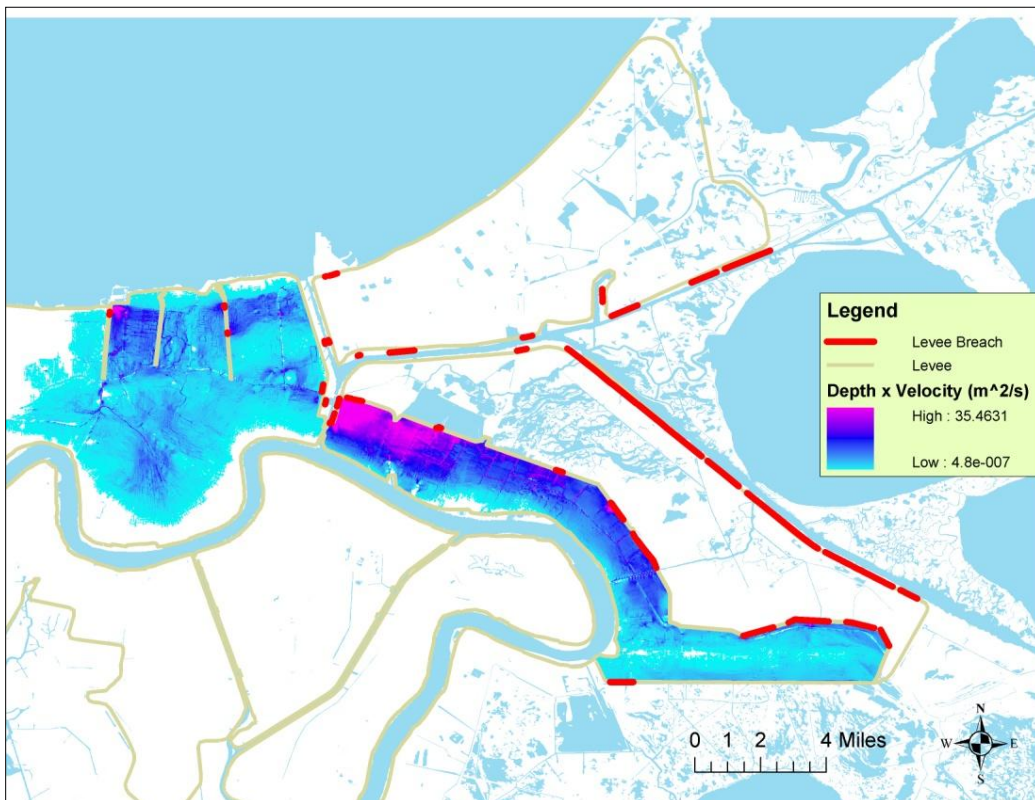 Legend
Levee Breach
Levee
Depth x Velocity (m^2/s)
High : 35.4631
Low : 4.8e-007
0 1 2 4 Miles
N
W E
S